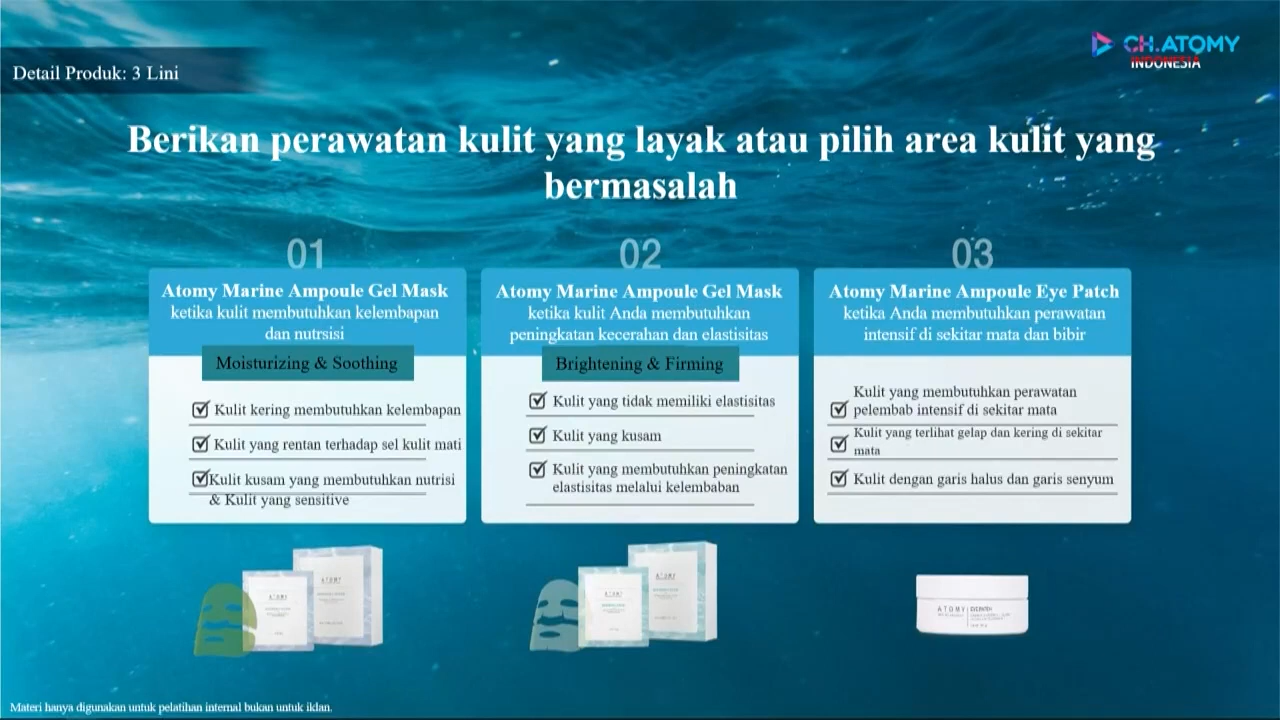 CH.ATOMY
INDONESIA
Detail Produk: 3 Lini
Berikan perawatan kulit yang layak atau pilih area kulit yang
bermasalah
01
Atomy Marine Ampoule Gel Mask
ketika kulit membutuhkan kelembapan
dan nutrsisi
Moisturizing & Soothing
Kulit kering membutuhkan kelembapan
Kulit yang rentan terhadap sel kulit mati
Kulit kusam yang membutuhkan nutrisi
& Kulit yang sensitive
02
Atomy Marine Ampoule Gel Mask
ketika kulit Anda membutuhkan
peningkatan kecerahan dan elastisitas
Brightening & Firming
Kulit yang tidak memiliki elastisitas
Kulit yang kusam
Kulit yang membutuhkan peningkatan
elastisitas melalui kelembaban
03
Atomy Marine Ampoule Eye Patch
ketika Anda membutuhkan perawatan
intensif di sekitar mata dan bibir
Kulit yang membutuhkan perawatan
pelembab intensif di sekitar mata
Kulit yang terlihat gelap dan kering di sekitar
mata
Kulit dengan garis halus dan garis senyum
ATOMY
ATOMY
ATOMY
ATOMY
ATOMY
Materi hanya digunakan untuk pelatihan internal bukan untuk iklan.